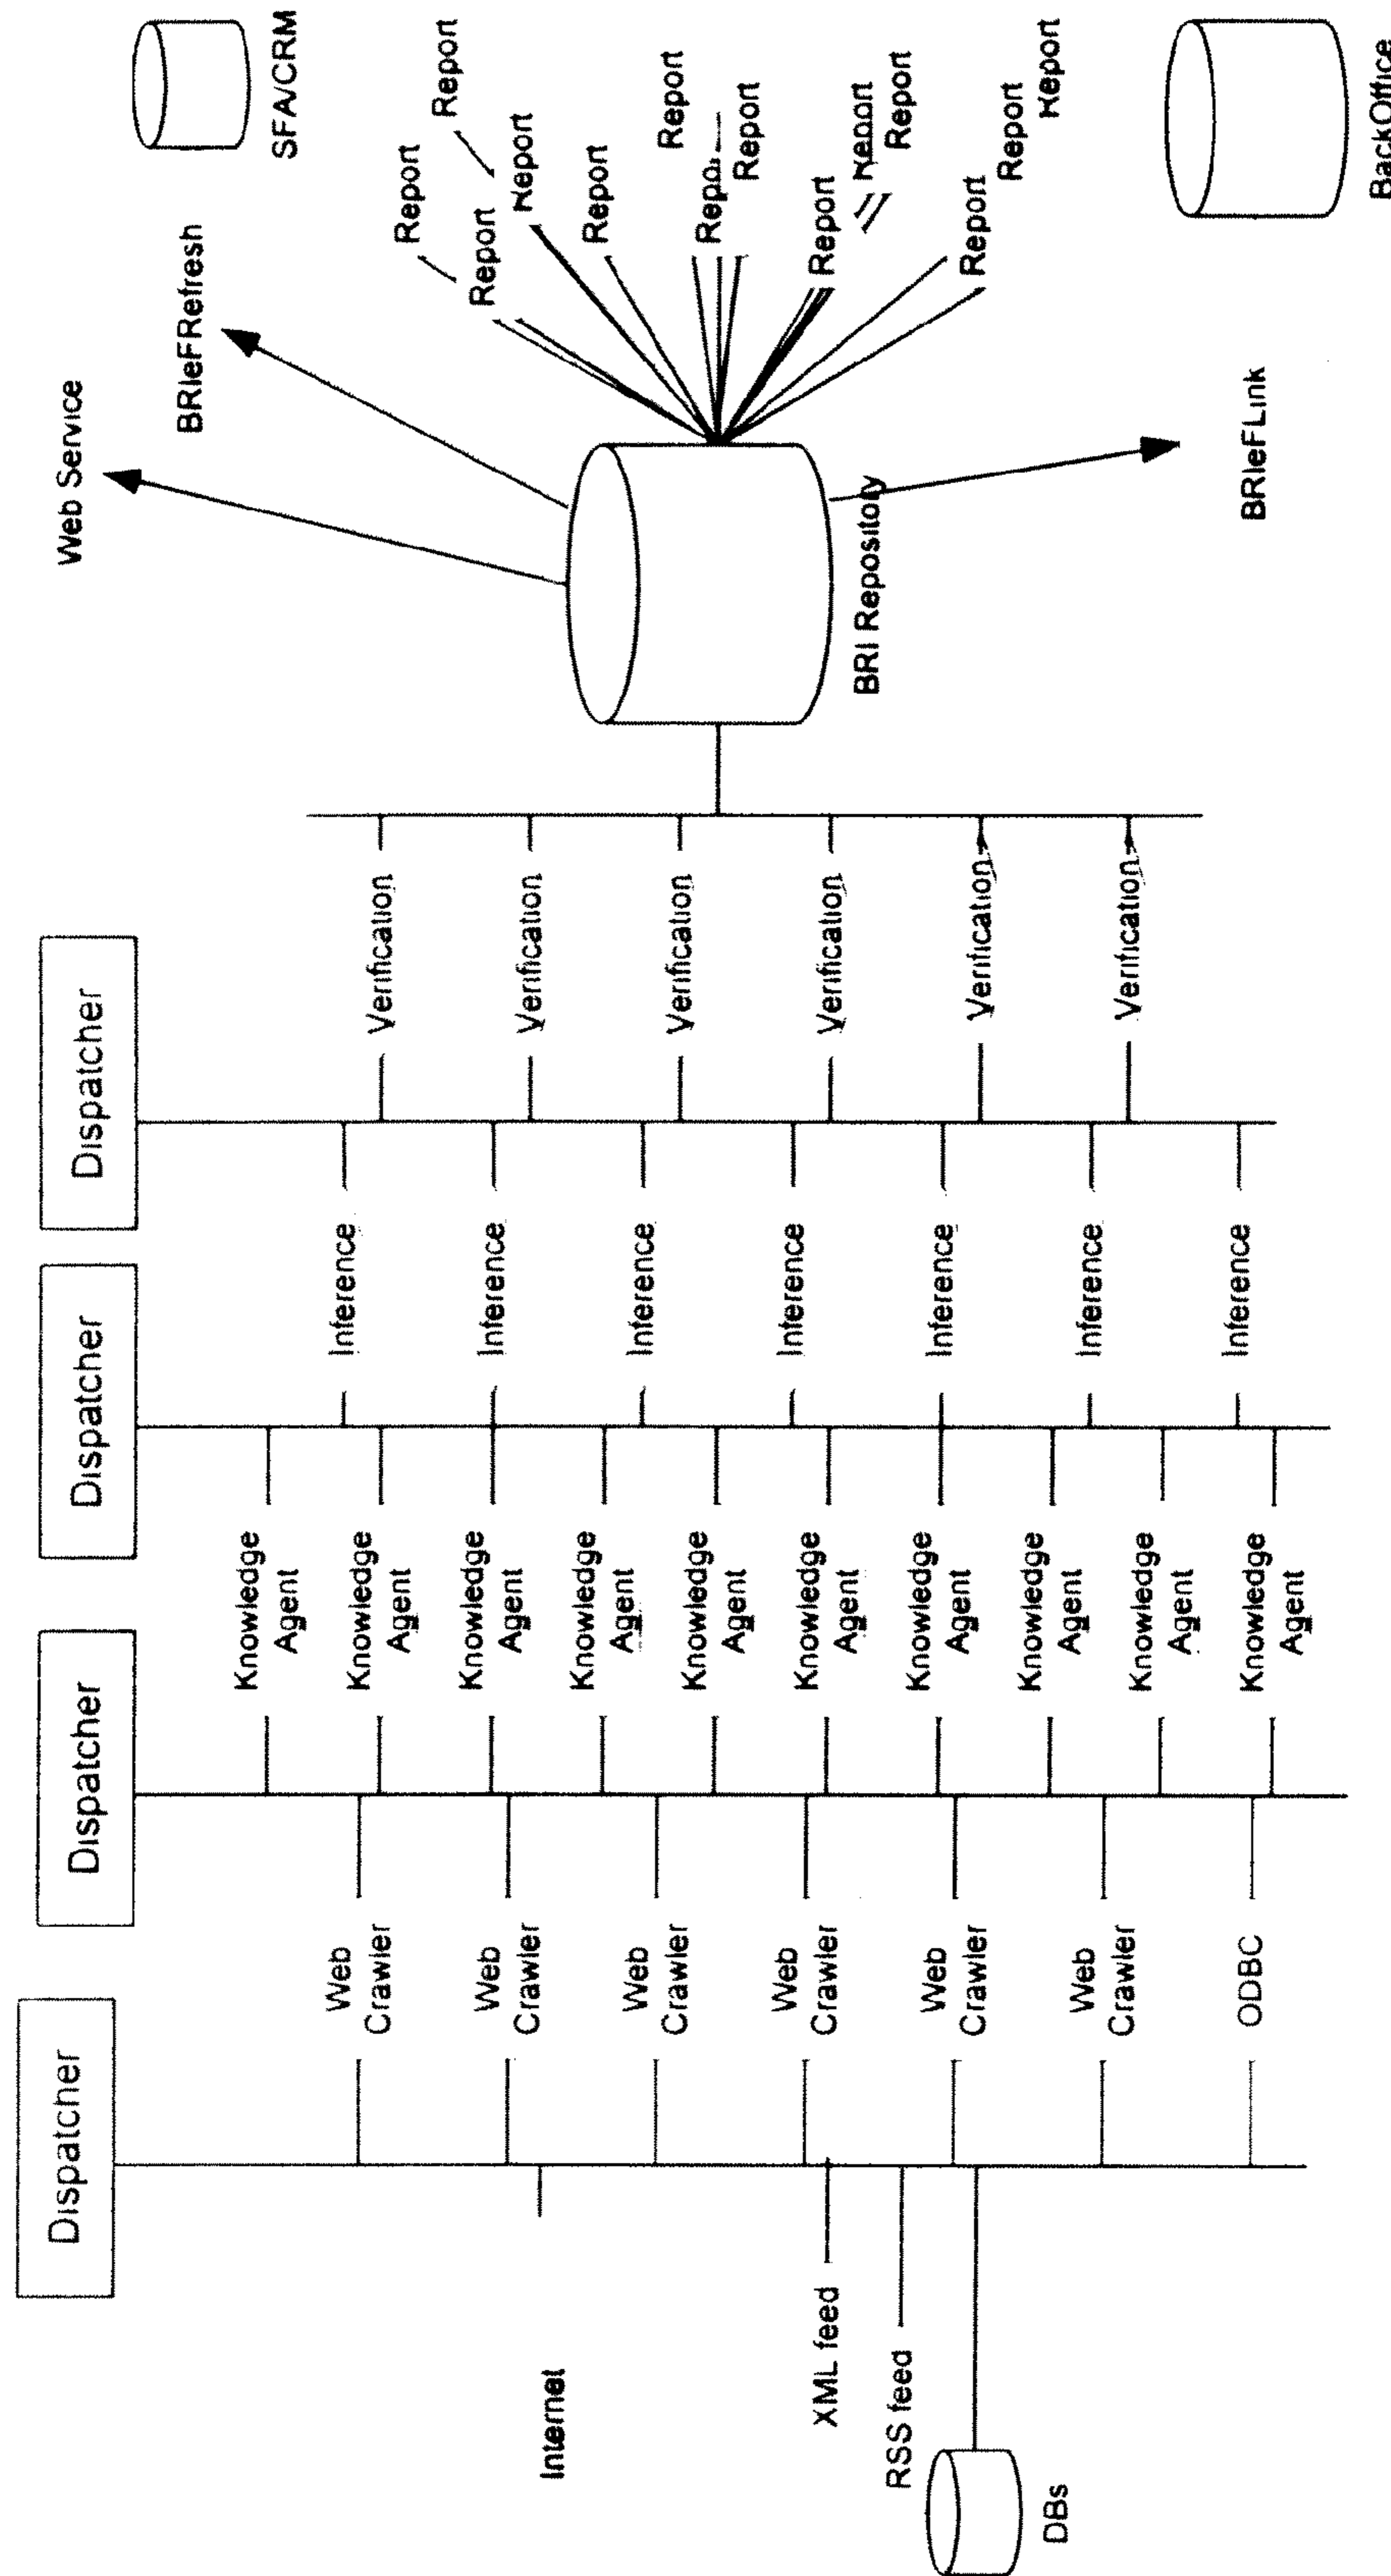 Dispatcher
Dispatcher
Dispatcher
Dispatcher
Internet
XML feed
RSS feed
DBs
Web
Crawler
Web
Crawler
Web
Crawler
Web
Crawler
Web
Crawler
Web
Crawler
ODBC
Knowledge
Agent
Knowledge
Agent
Knowledge
Agent
Knowledge
Agent
Knowledge
Agent
Knowledge
Agent
Knowledge
Agent
Knowledge
Agent
Knowledge
Agent
Knowledge
Agent
Inference
Inference
Inference
Inference
Inference
Inference
Inference
Verification
Verification
Verification
Verification
Verification
Verification
BRI Repository
Web Service
BRIeFRefresh
BRIeFLink
SFA/CRM
Report
Report
Report
Report
Report
Report
Report
Report
Report
Report
Report
Report
Report
Report
BackOffice